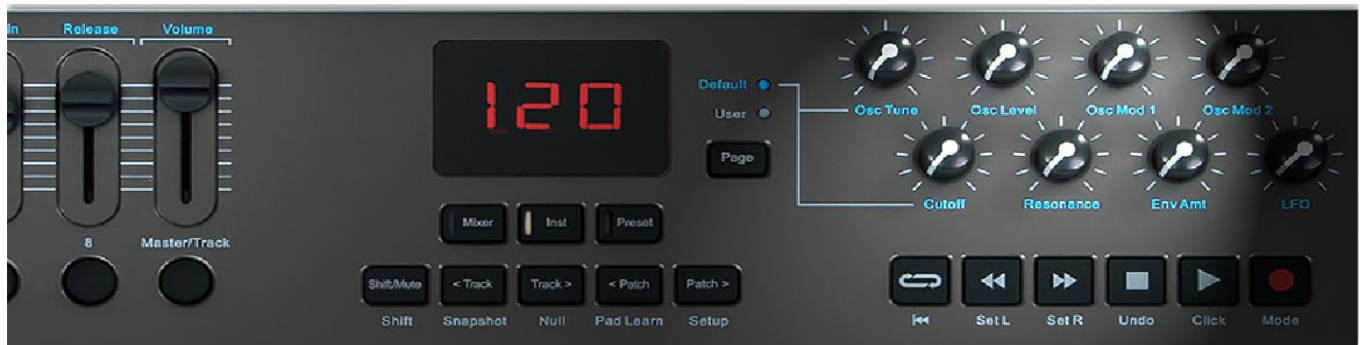 in Release Volume
120
Default
User
Page
Osc Tune Osc Level Osc Mod 1 Osc Mod 2
Cutoff Resonance Env Amt LFO
Mixer Inst Preset
8 Master/Track
Shift/Mute < Track Track > < Patch Patch >
Shift Snapshot Null Pad Learn Setup
Set L Set R Undo Click Mode